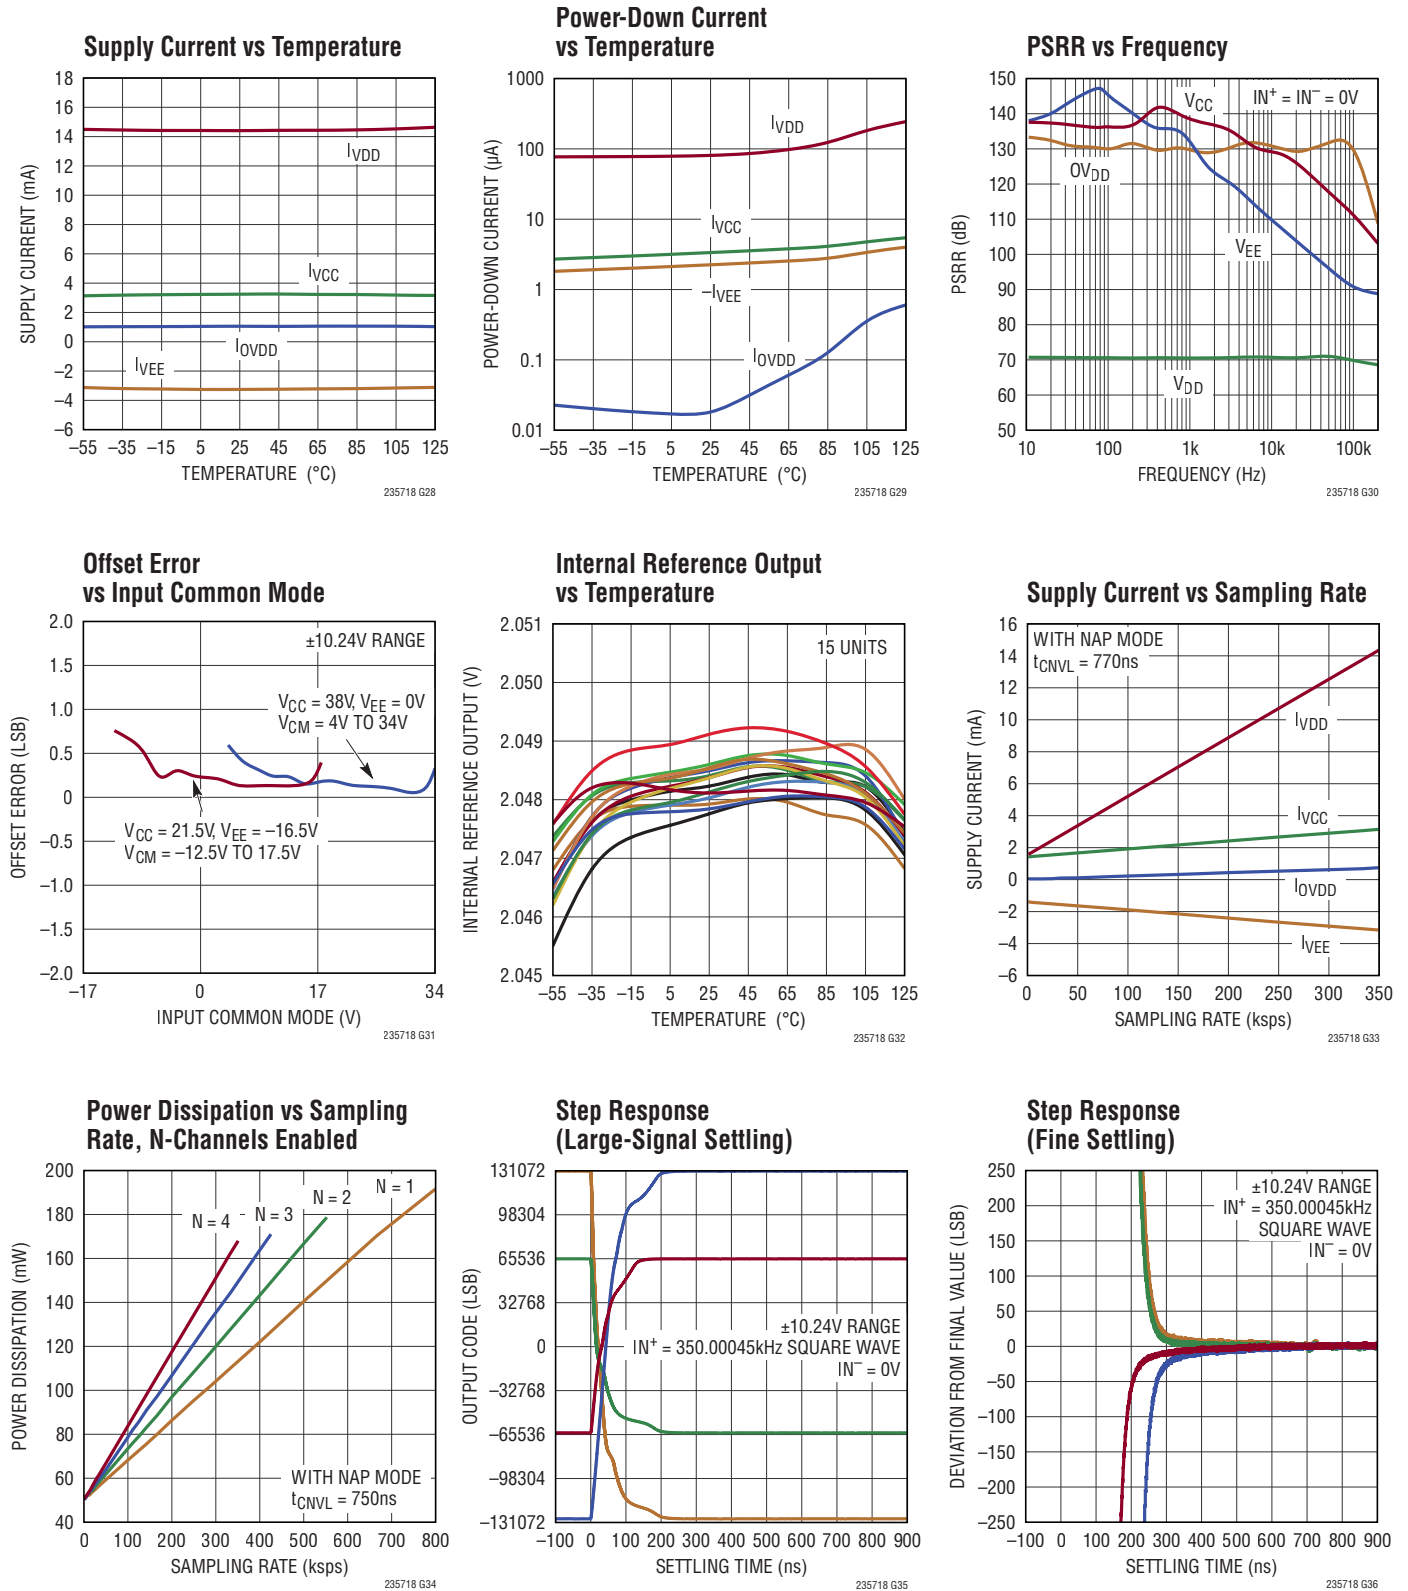 Supply Current vs Temperature
18
16
14
12
10
8
6
4
2
0
–2
–4
–6
SUPPLY CURRENT (mA)
IVDD
IVCC
IOVDD
IVEE
–55 –35 –15 5 25 45 65 85 105 125
TEMPERATURE (°C)
235718 G28
Power-Down Current
vs Temperature
1000
100
10
1
0.1
0.01
POWER-DOWN CURRENT (µA)
IVDD
IVCC
–IVEE
IOVDD
–55 –35 –15 5 25 45 65 85 105 125
TEMPERATURE (°C)
235718 G29
PSRR vs Frequency
150
140
130
120
110
100
90
80
70
60
50
PSRR (dB)
VCC
IN+ = IN– = 0V
OVDD
VEE
VDD
10 100 1k 10k 100k
FREQUENCY (Hz)
235718 G30
Offset Error
vs Input Common Mode
2.0
1.5
1.0
0.5
0
–0.5
–1.0
–1.5
–2.0
OFFSET ERROR (LSB)
±10.24V RANGE
VCC = 38V, VEE = 0V
VCM = 4V TO 34V
VCC = 21.5V, VEE = –16.5V
VCM = –12.5V TO 17.5V
–17 0 17 34
INPUT COMMON MODE (V)
235718 G31
Internal Reference Output
vs Temperature
2.051
2.050
2.049
2.048
2.047
2.046
2.045
INTERNAL REFERENCE OUTPUT (V)
15 UNITS
–55 –35 –15 5 25 45 65 85 105 125
TEMPERATURE (°C)
235718 G32
Supply Current vs Sampling Rate
16
14
12
10
8
6
4
2
0
–2
–4
–6
SUPPLY CURRENT (mA)
WITH NAP MODE
tCNVL = 770ns
IVDD
IVCC
IOVDD
IVEE
0 50 100 150 200 250 300 350
SAMPLING RATE (ksps)
235718 G33
Power Dissipation vs Sampling
Rate, N-Channels Enabled
200
180
160
140
120
100
80
60
40
POWER DISSIPATION (mW)
N = 4
N = 3
N = 2
N = 1
WITH NAP MODE
tCNVL = 750ns
0 100 200 300 400 500 600 700 800
SAMPLING RATE (ksps)
235718 G34
Step Response
(Large-Signal Settling)
131072
98304
65536
32768
0
–32768
–65536
–98304
–131072
OUTPUT CODE (LSB)
±10.24V RANGE
IN+ = 350.00045kHz SQUARE WAVE
IN– = 0V
–100 0 100 200 300 400 500 600 700 800 900
SETTLING TIME (ns)
235718 G35
Step Response
(Fine Settling)
250
200
150
100
50
0
–50
–100
–150
–200
–250
DEVIATION FROM FINAL VALUE (LSB)
±10.24V RANGE
IN+ = 350.00045kHz
SQUARE WAVE
IN– = 0V
–100 0 100 200 300 400 500 600 700 800 900
SETTLING TIME (ns)
235718 G36